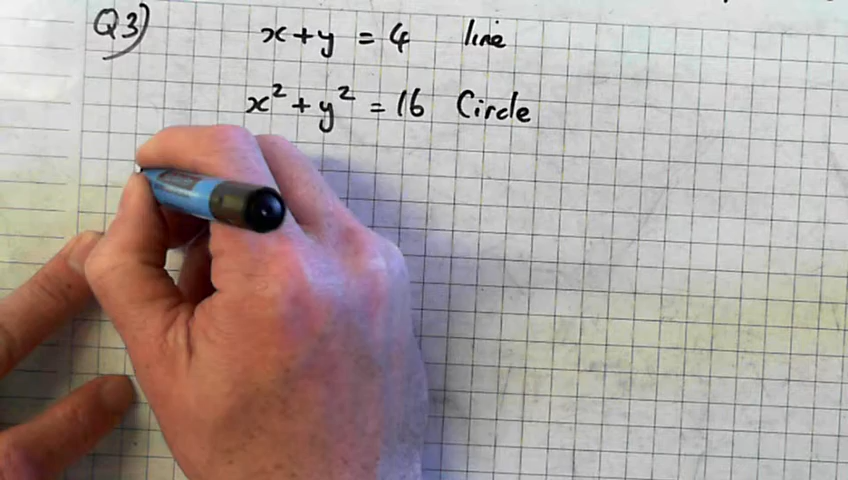 Q3) x + y = 4 line
x² + y² = 16 Circle